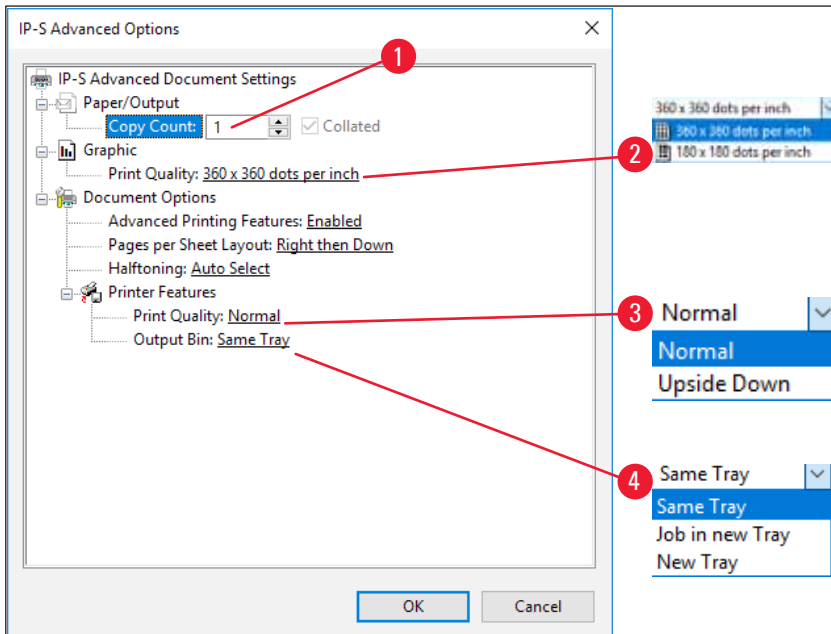 IP-S Advanced Options
1
IP-S Advanced Document Settings
Paper/Output
Copy Count: 1 Collated
Graphic
Print Quality: 360 x 360 dots per inch
Document Options
Advanced Printing Features: Enabled
Pages per Sheet Layout: Right then Down
Halftoning: Auto Select
Printer Features
Print Quality: Normal
Output Bin: Same Tray
OK
Cancel
2
360 x 360 dots per inch
360 x 360 dots per inch
180 x 180 dots per inch
3
Normal
Normal
Upside Down
4
Same Tray
Same Tray
Job in new Tray
New Tray